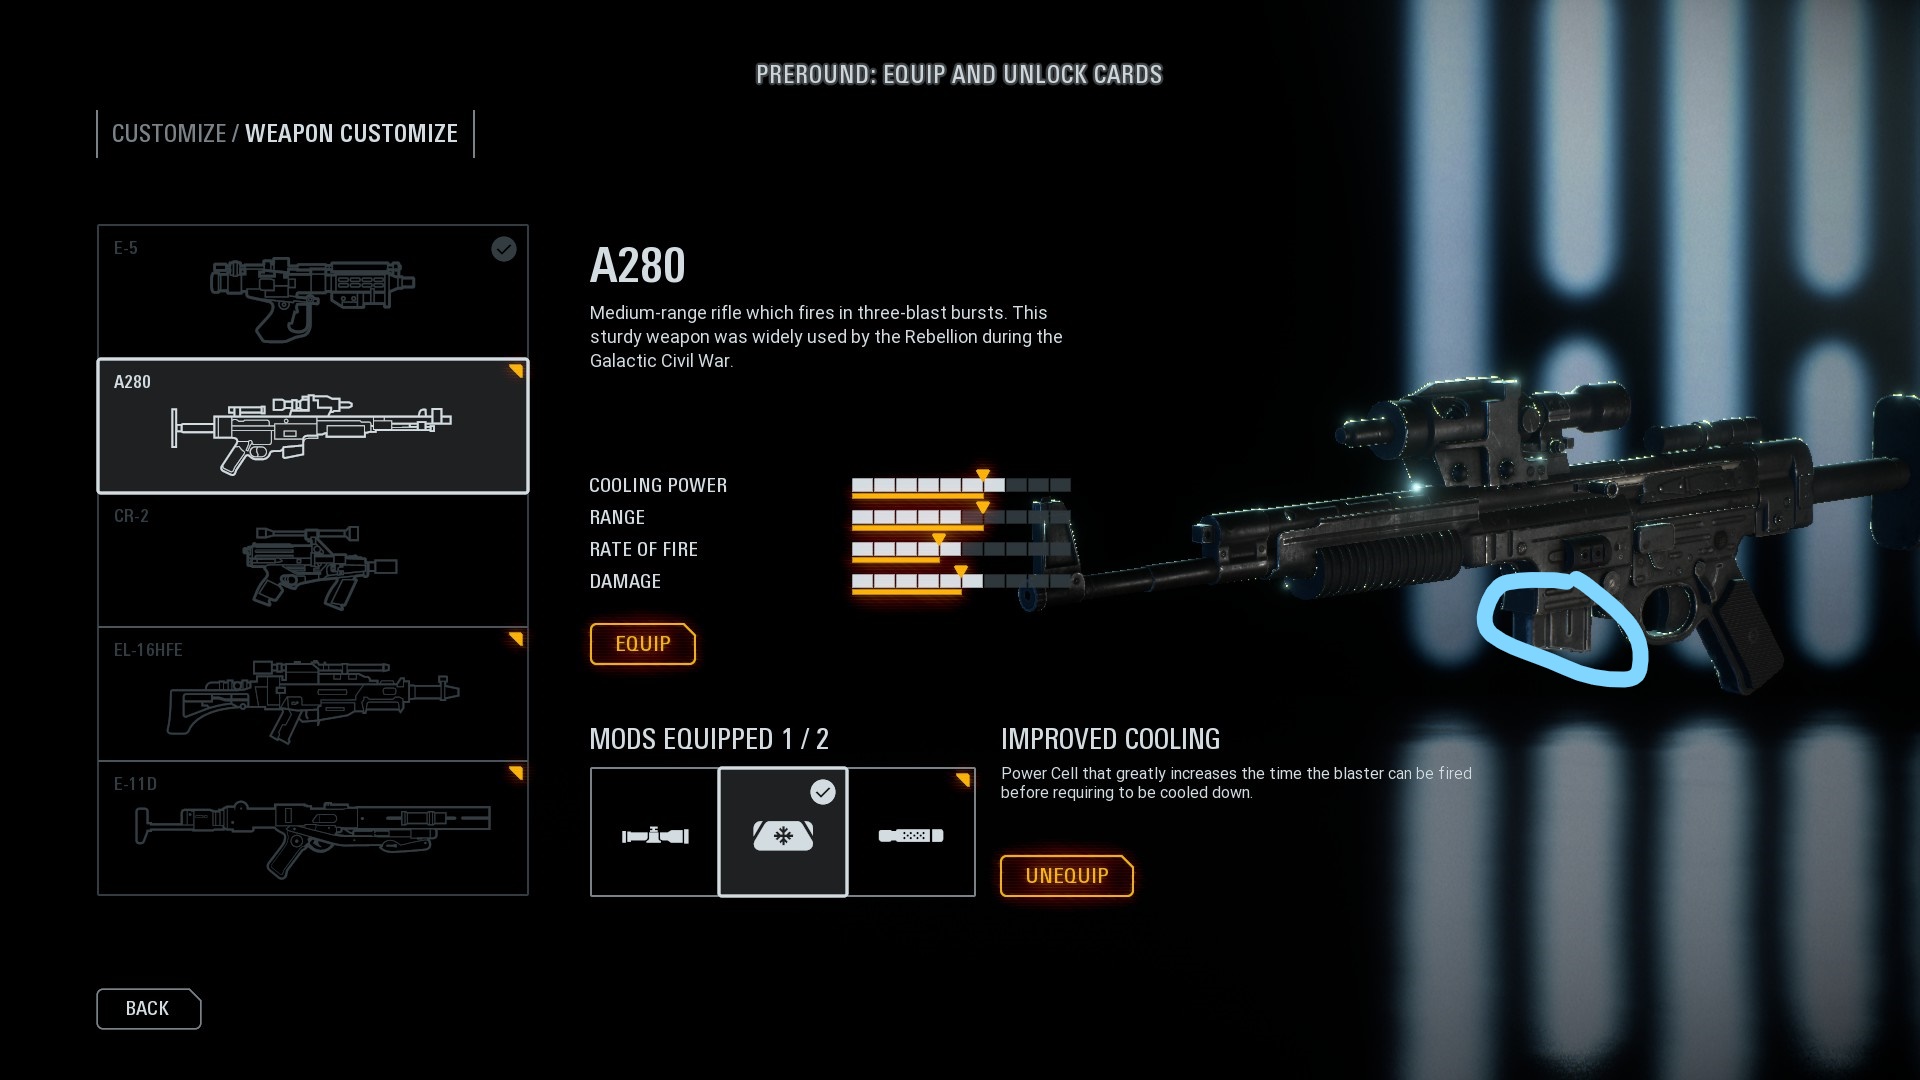 PREROUND: EQUIP AND UNLOCK CARDS
CUSTOMIZE / WEAPON CUSTOMIZE
E-5
A280
CR-2
EL-16HFE
E-11D
A280
Medium-range rifle which fires in three-blast bursts. This
sturdy weapon was widely used by the Rebellion during the
Galactic Civil War.
COOLING POWER
RANGE
RATE OF FIRE
DAMAGE
EQUIP
MODS EQUIPPED 1 / 2
IMPROVED COOLING
Power Cell that greatly increases the time the blaster can be fired
before requiring to be cooled down.
UNEQUIP
BACK